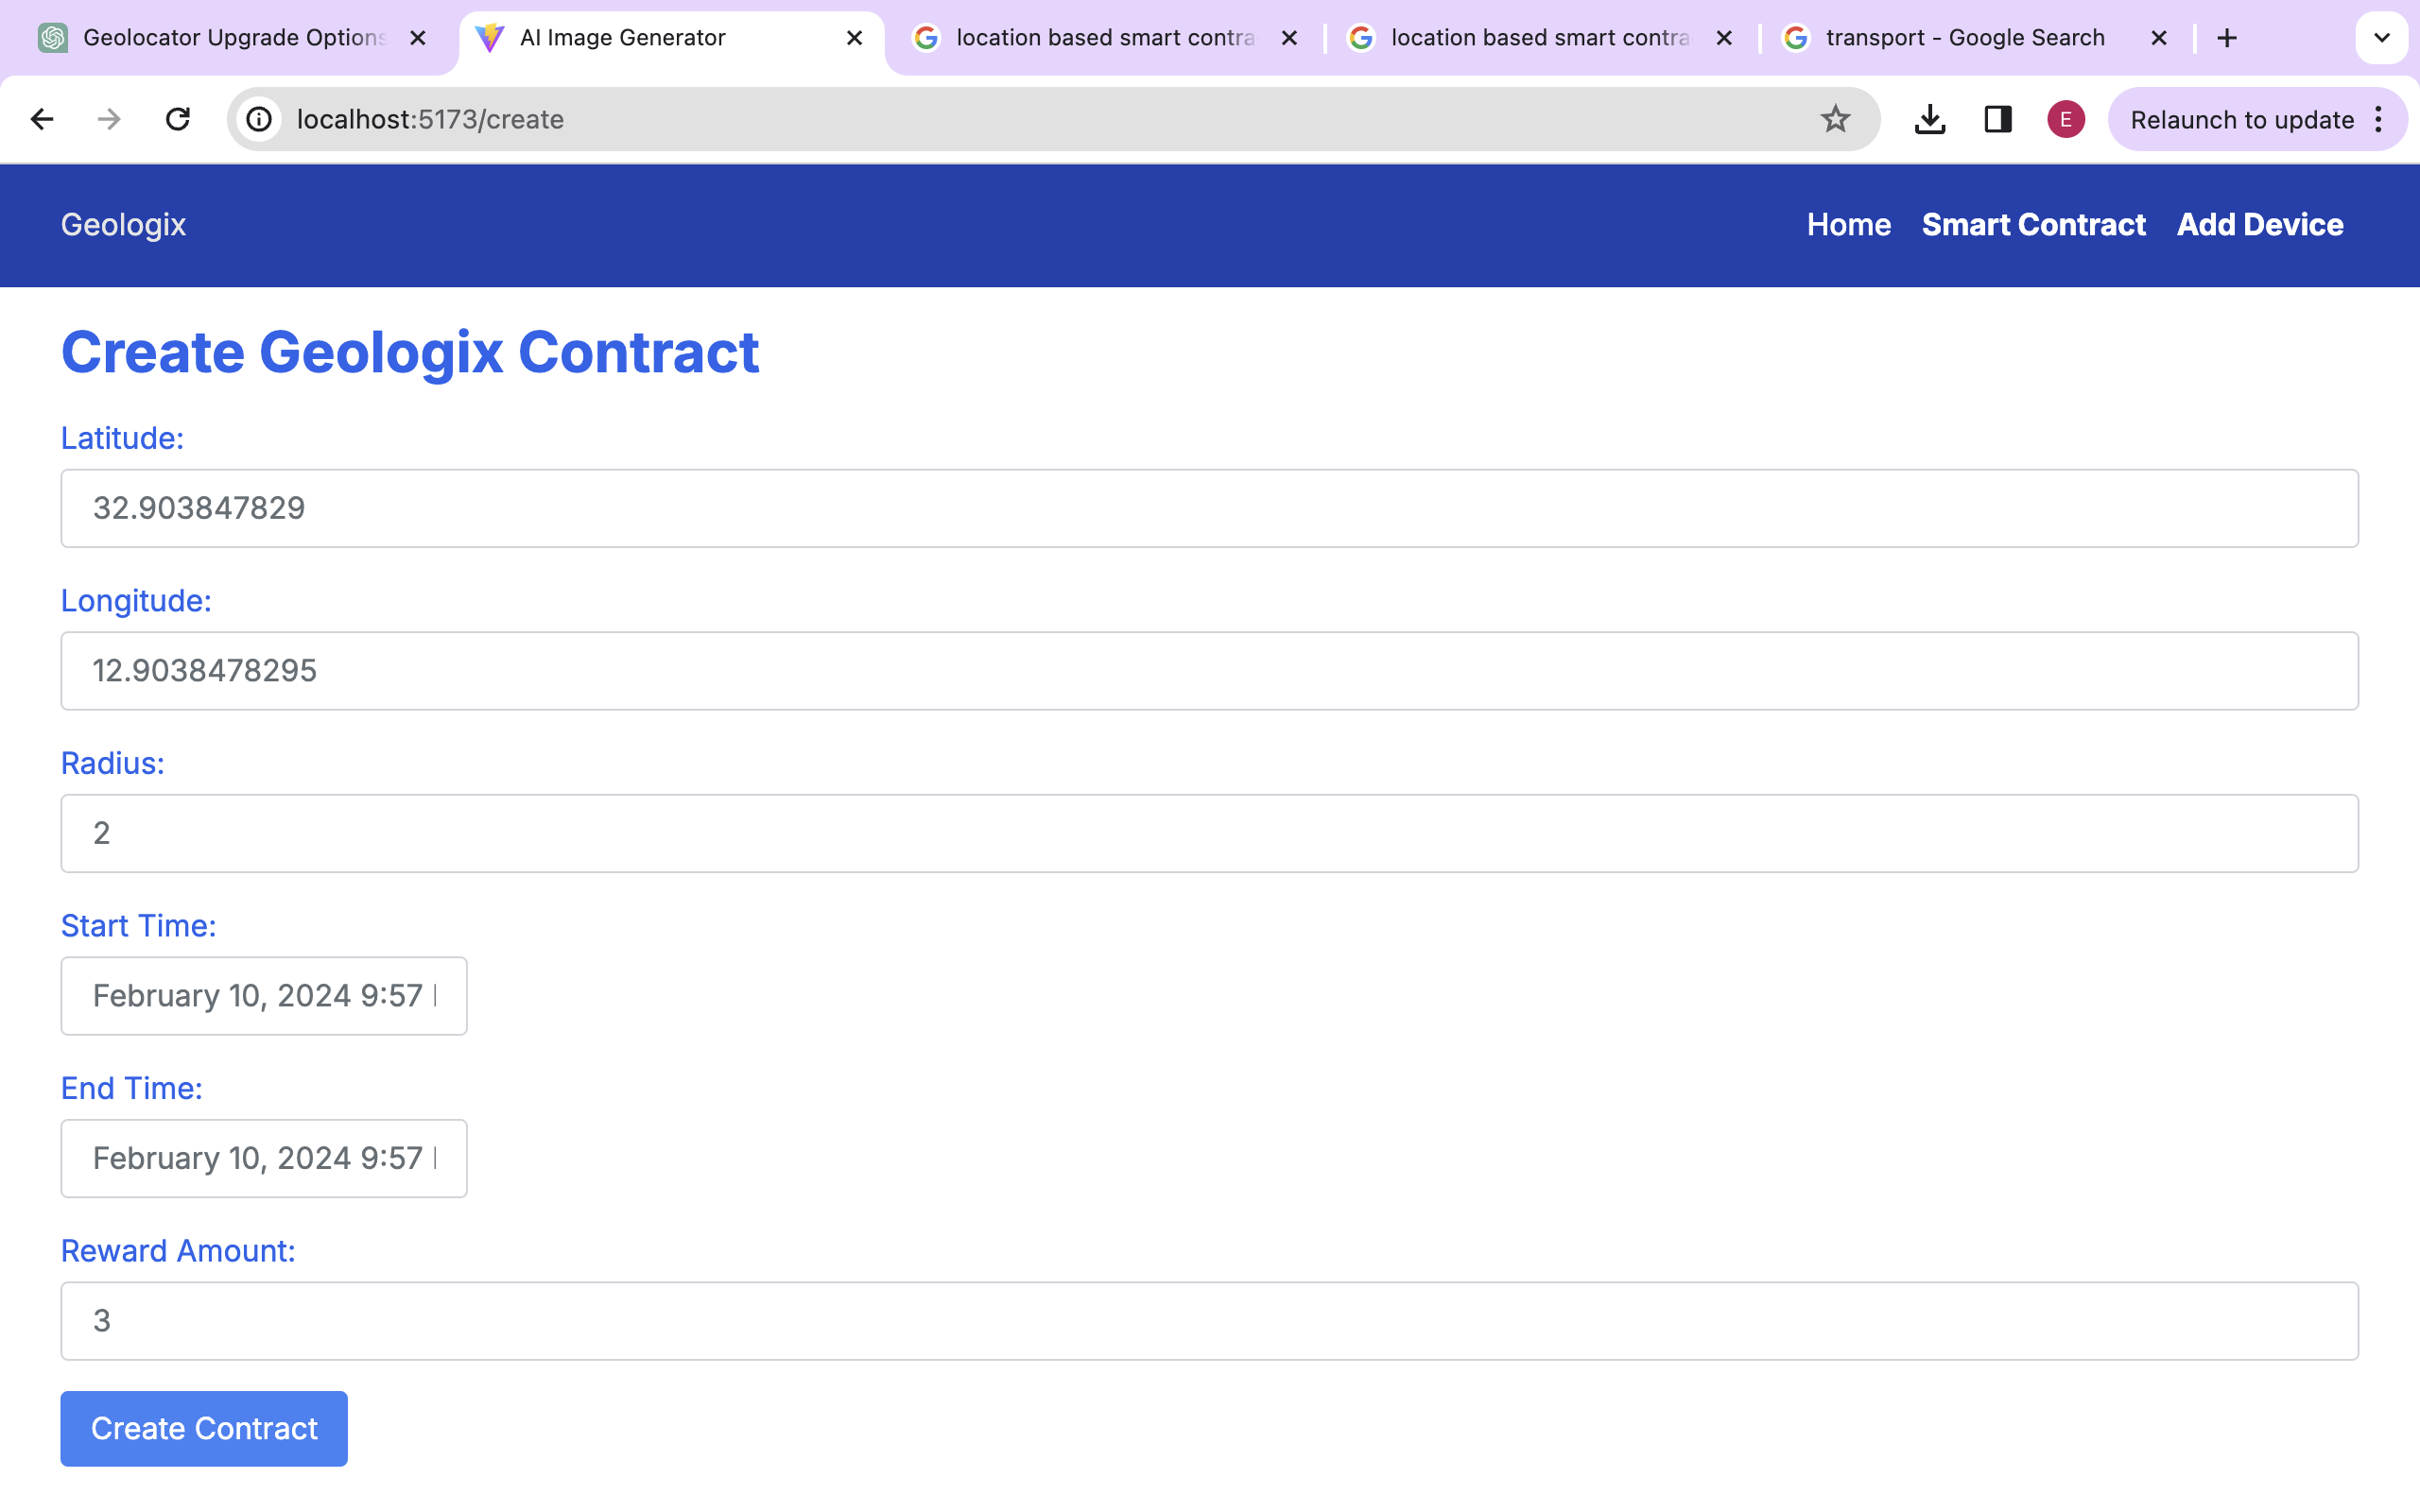 Geolocator Upgrade Options
AI Image Generator
location based smart contra
location based smart contra
transport - Google Search
localhost:5173/create
E
Relaunch to update
Geologix
Home Smart Contract Add Device
Create Geologix Contract
Latitude:
32.903847829
Longitude:
12.9038478295
Radius:
2
Start Time:
February 10, 2024 9:57
End Time:
February 10, 2024 9:57
Reward Amount:
3
Create Contract